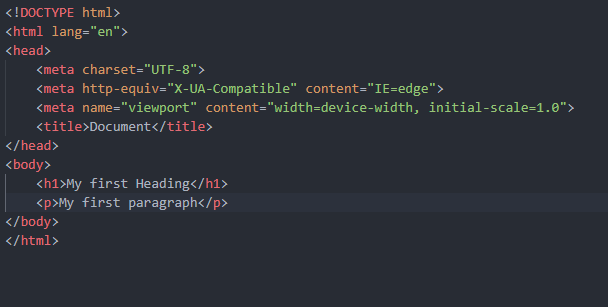 <!DOCTYPE html>
<html lang="en">
<head>
    <meta charset="UTF-8">
    <meta http-equiv="X-UA-Compatible" content="IE=edge">
    <meta name="viewport" content="width=device-width, initial-scale=1.0">
    <title>Document</title>
</head>
<body>
    <h1>My first Heading</h1>
    <p>My first paragraph</p>
</body>
</html>